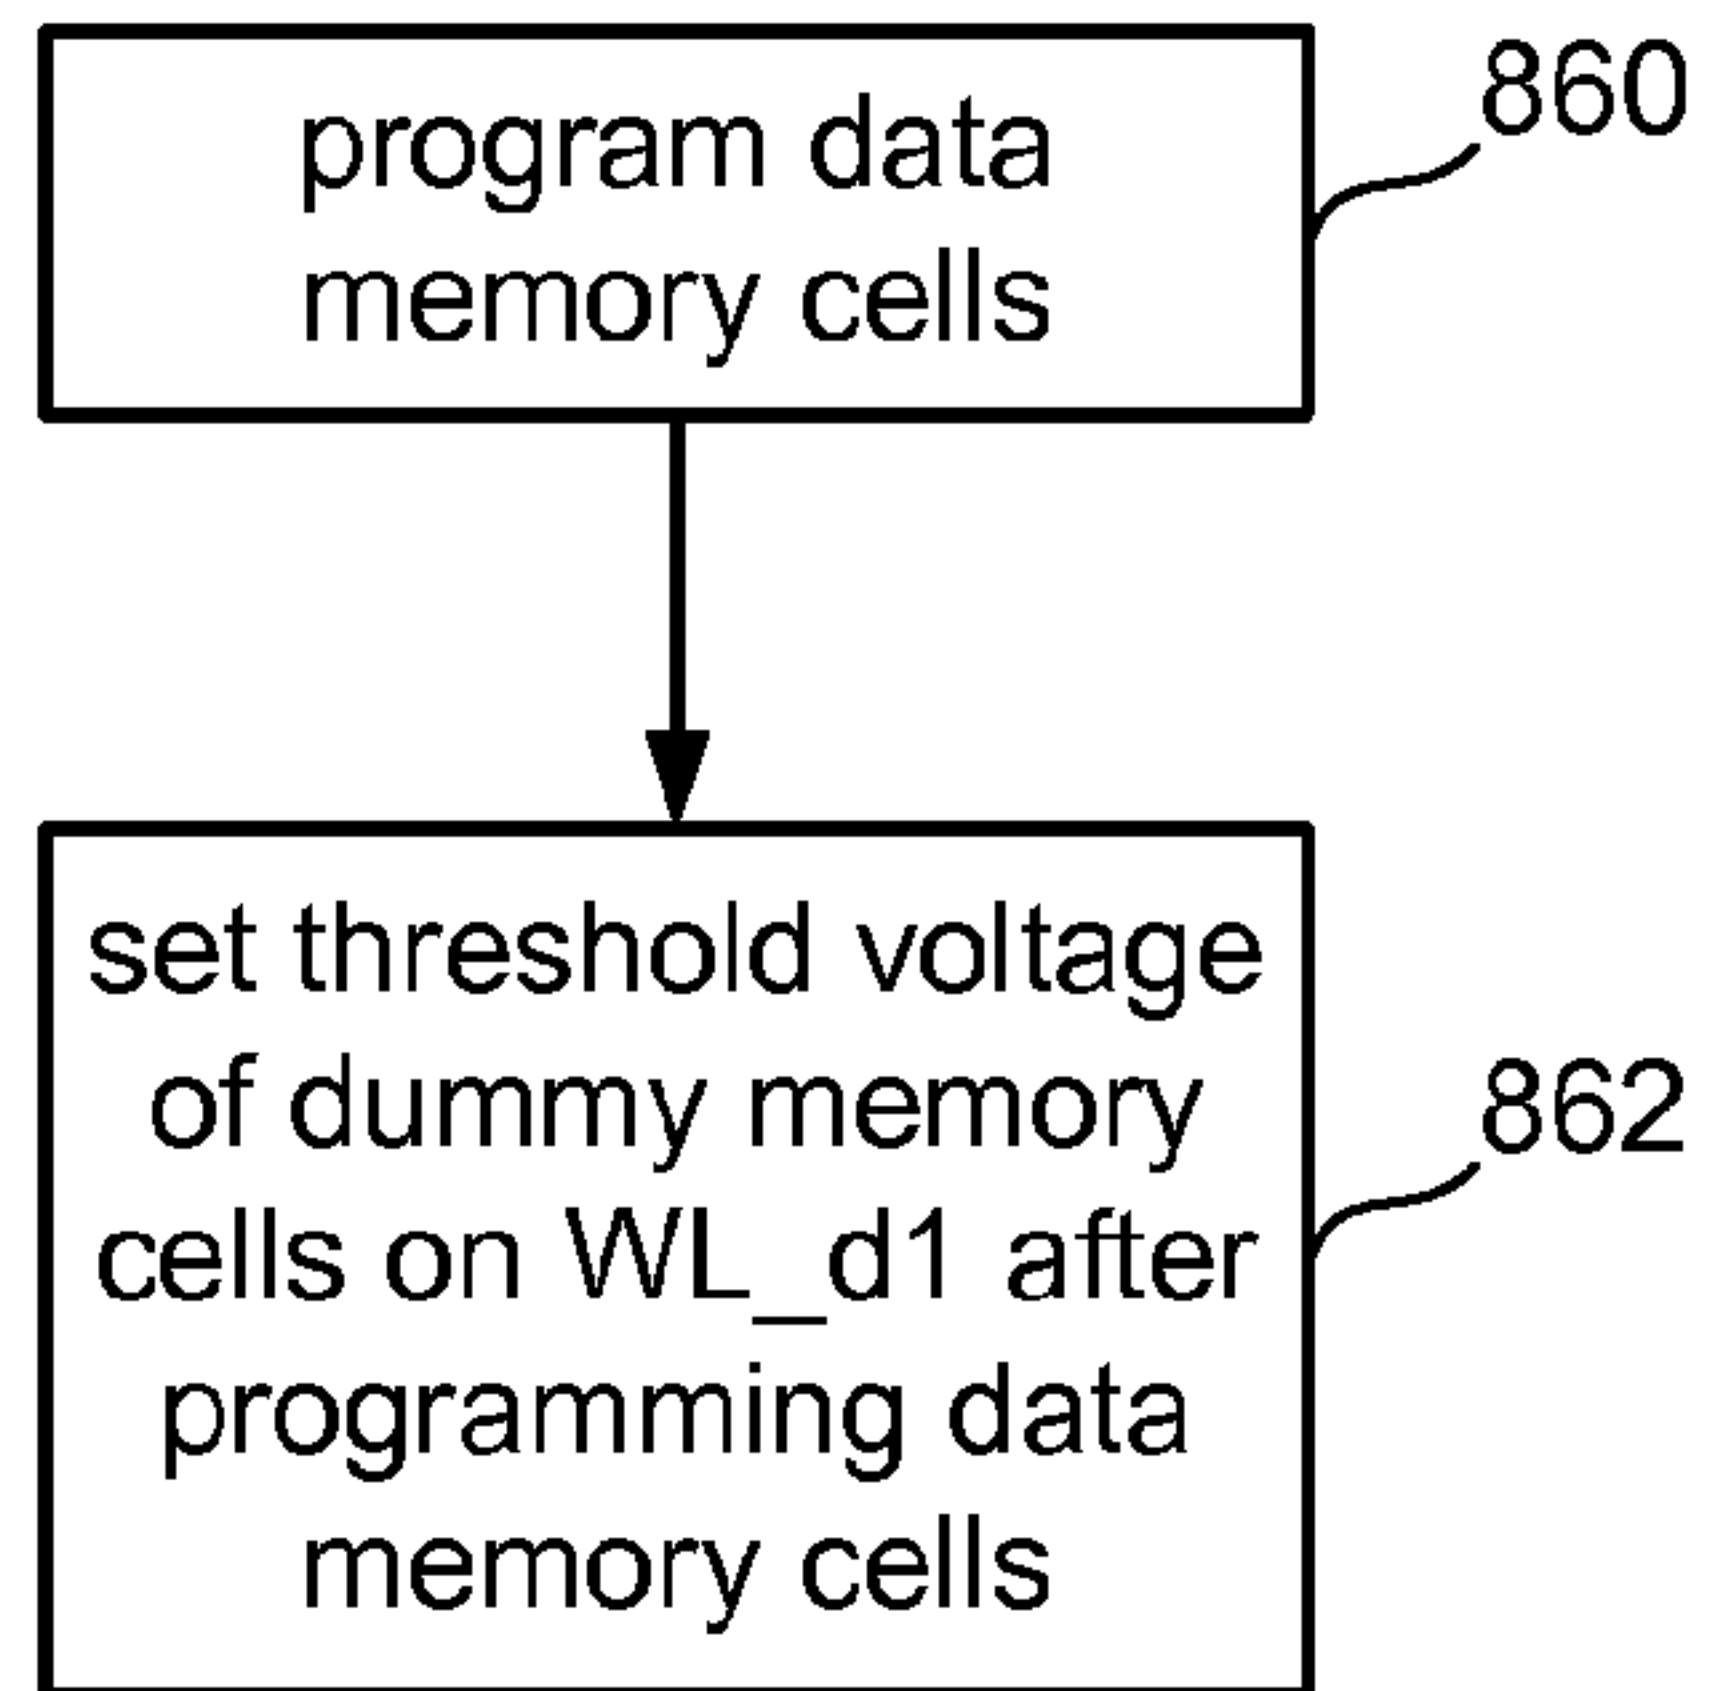 program data
memory cells
860
set threshold voltage
of dummy memory
cells on WL_d1 after
programming data
memory cells
862